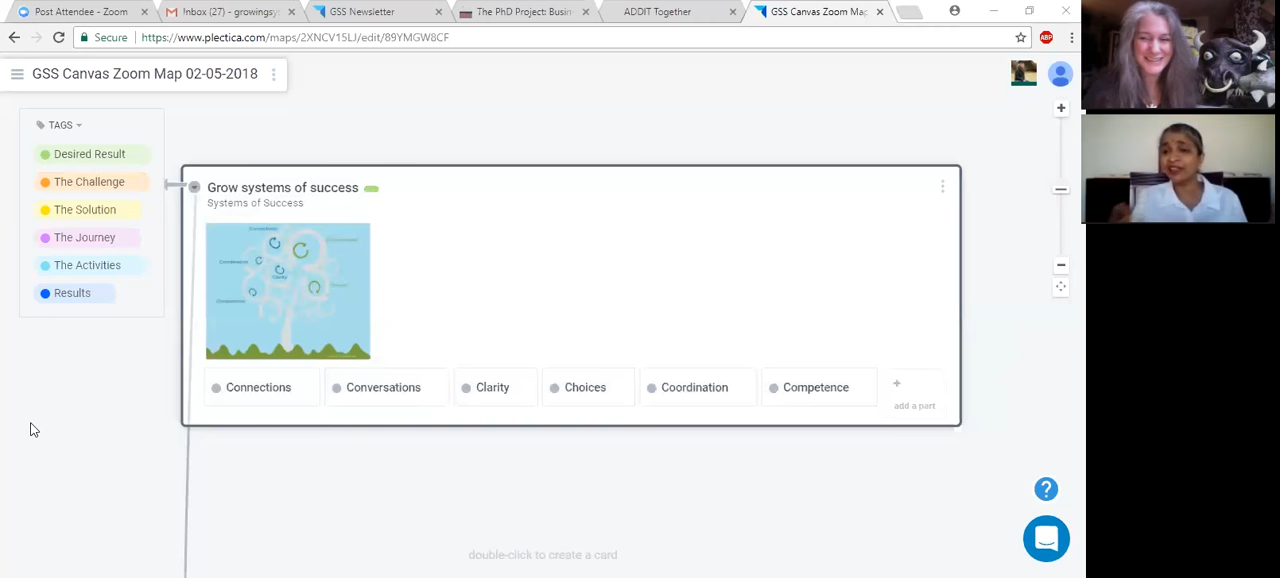 Post Attendee - Zoom
Inbox (27) - growingsy
GSS Newsletter
The PhD Project: Busin
ADDIT Together
GSS Canvas Zoom Map
Secure
https://www.plectica.com/maps/2XNCV15LJ/edit/89YMGW8CF
ABP
GSS Canvas Zoom Map 02-05-2018
TAGS
Desired Result
The Challenge
The Solution
The Journey
The Activities
Results
Grow systems of success
Systems of Success
Clarity
Connections
Conversations
Clarity
Choices
Coordination
Competence
+
add a part
?
double-click to create a card